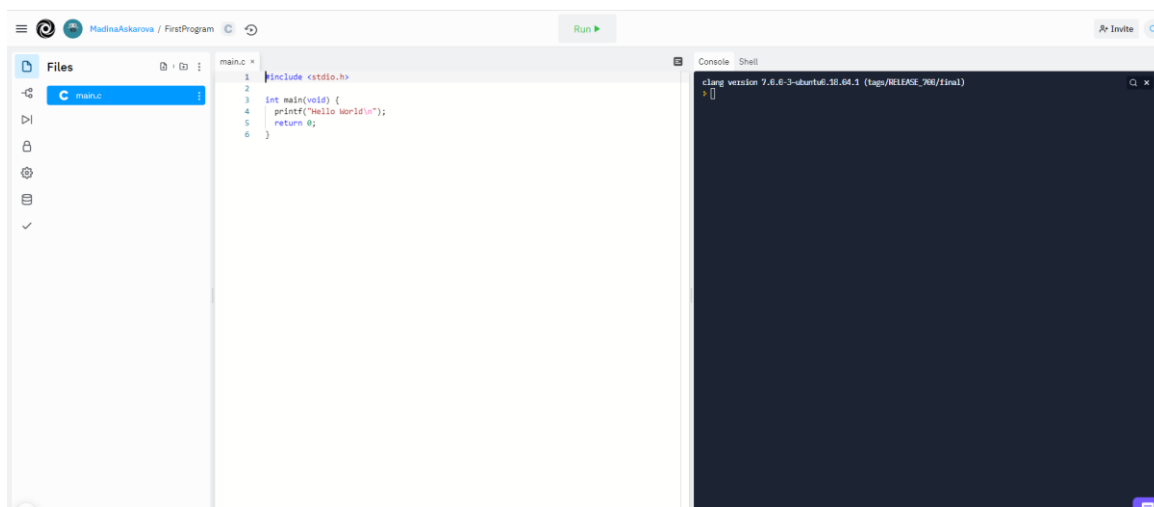 MadinaAskarova / FirstProgram C
Run
Invite
Files
C main.c
main.c ×
1 #include <stdio.h>
2
3 int main(void) {
4 printf("Hello World\n");
5 return 0;
6 }
Console Shell
clang version 7.0.0-3~ubuntu0.18.04.1 (tags/RELEASE_700/final)